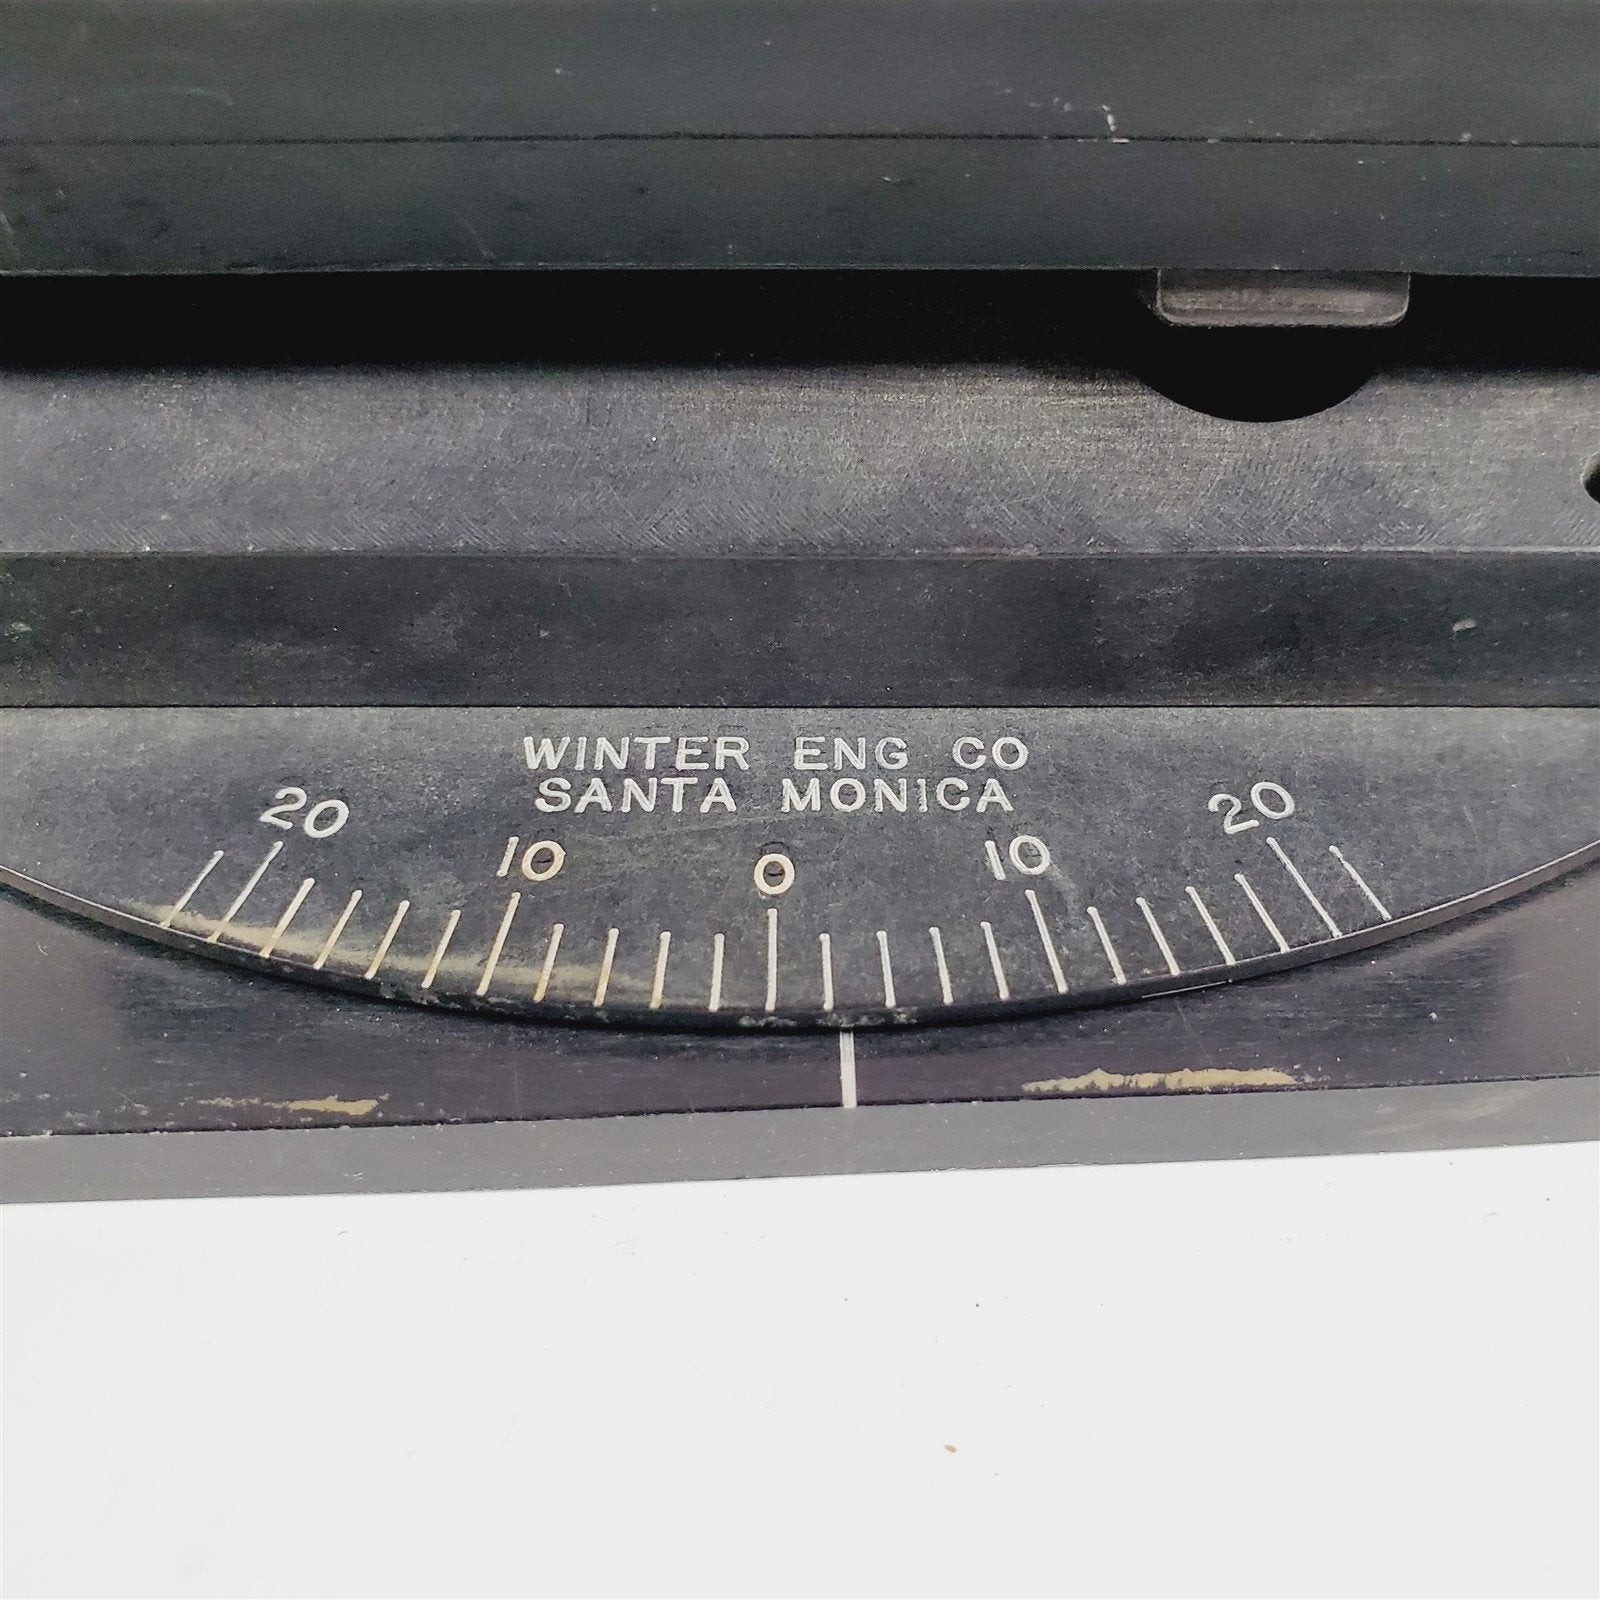 WINTER ENG CO
SANTA MONICA
20 10 0 10 20